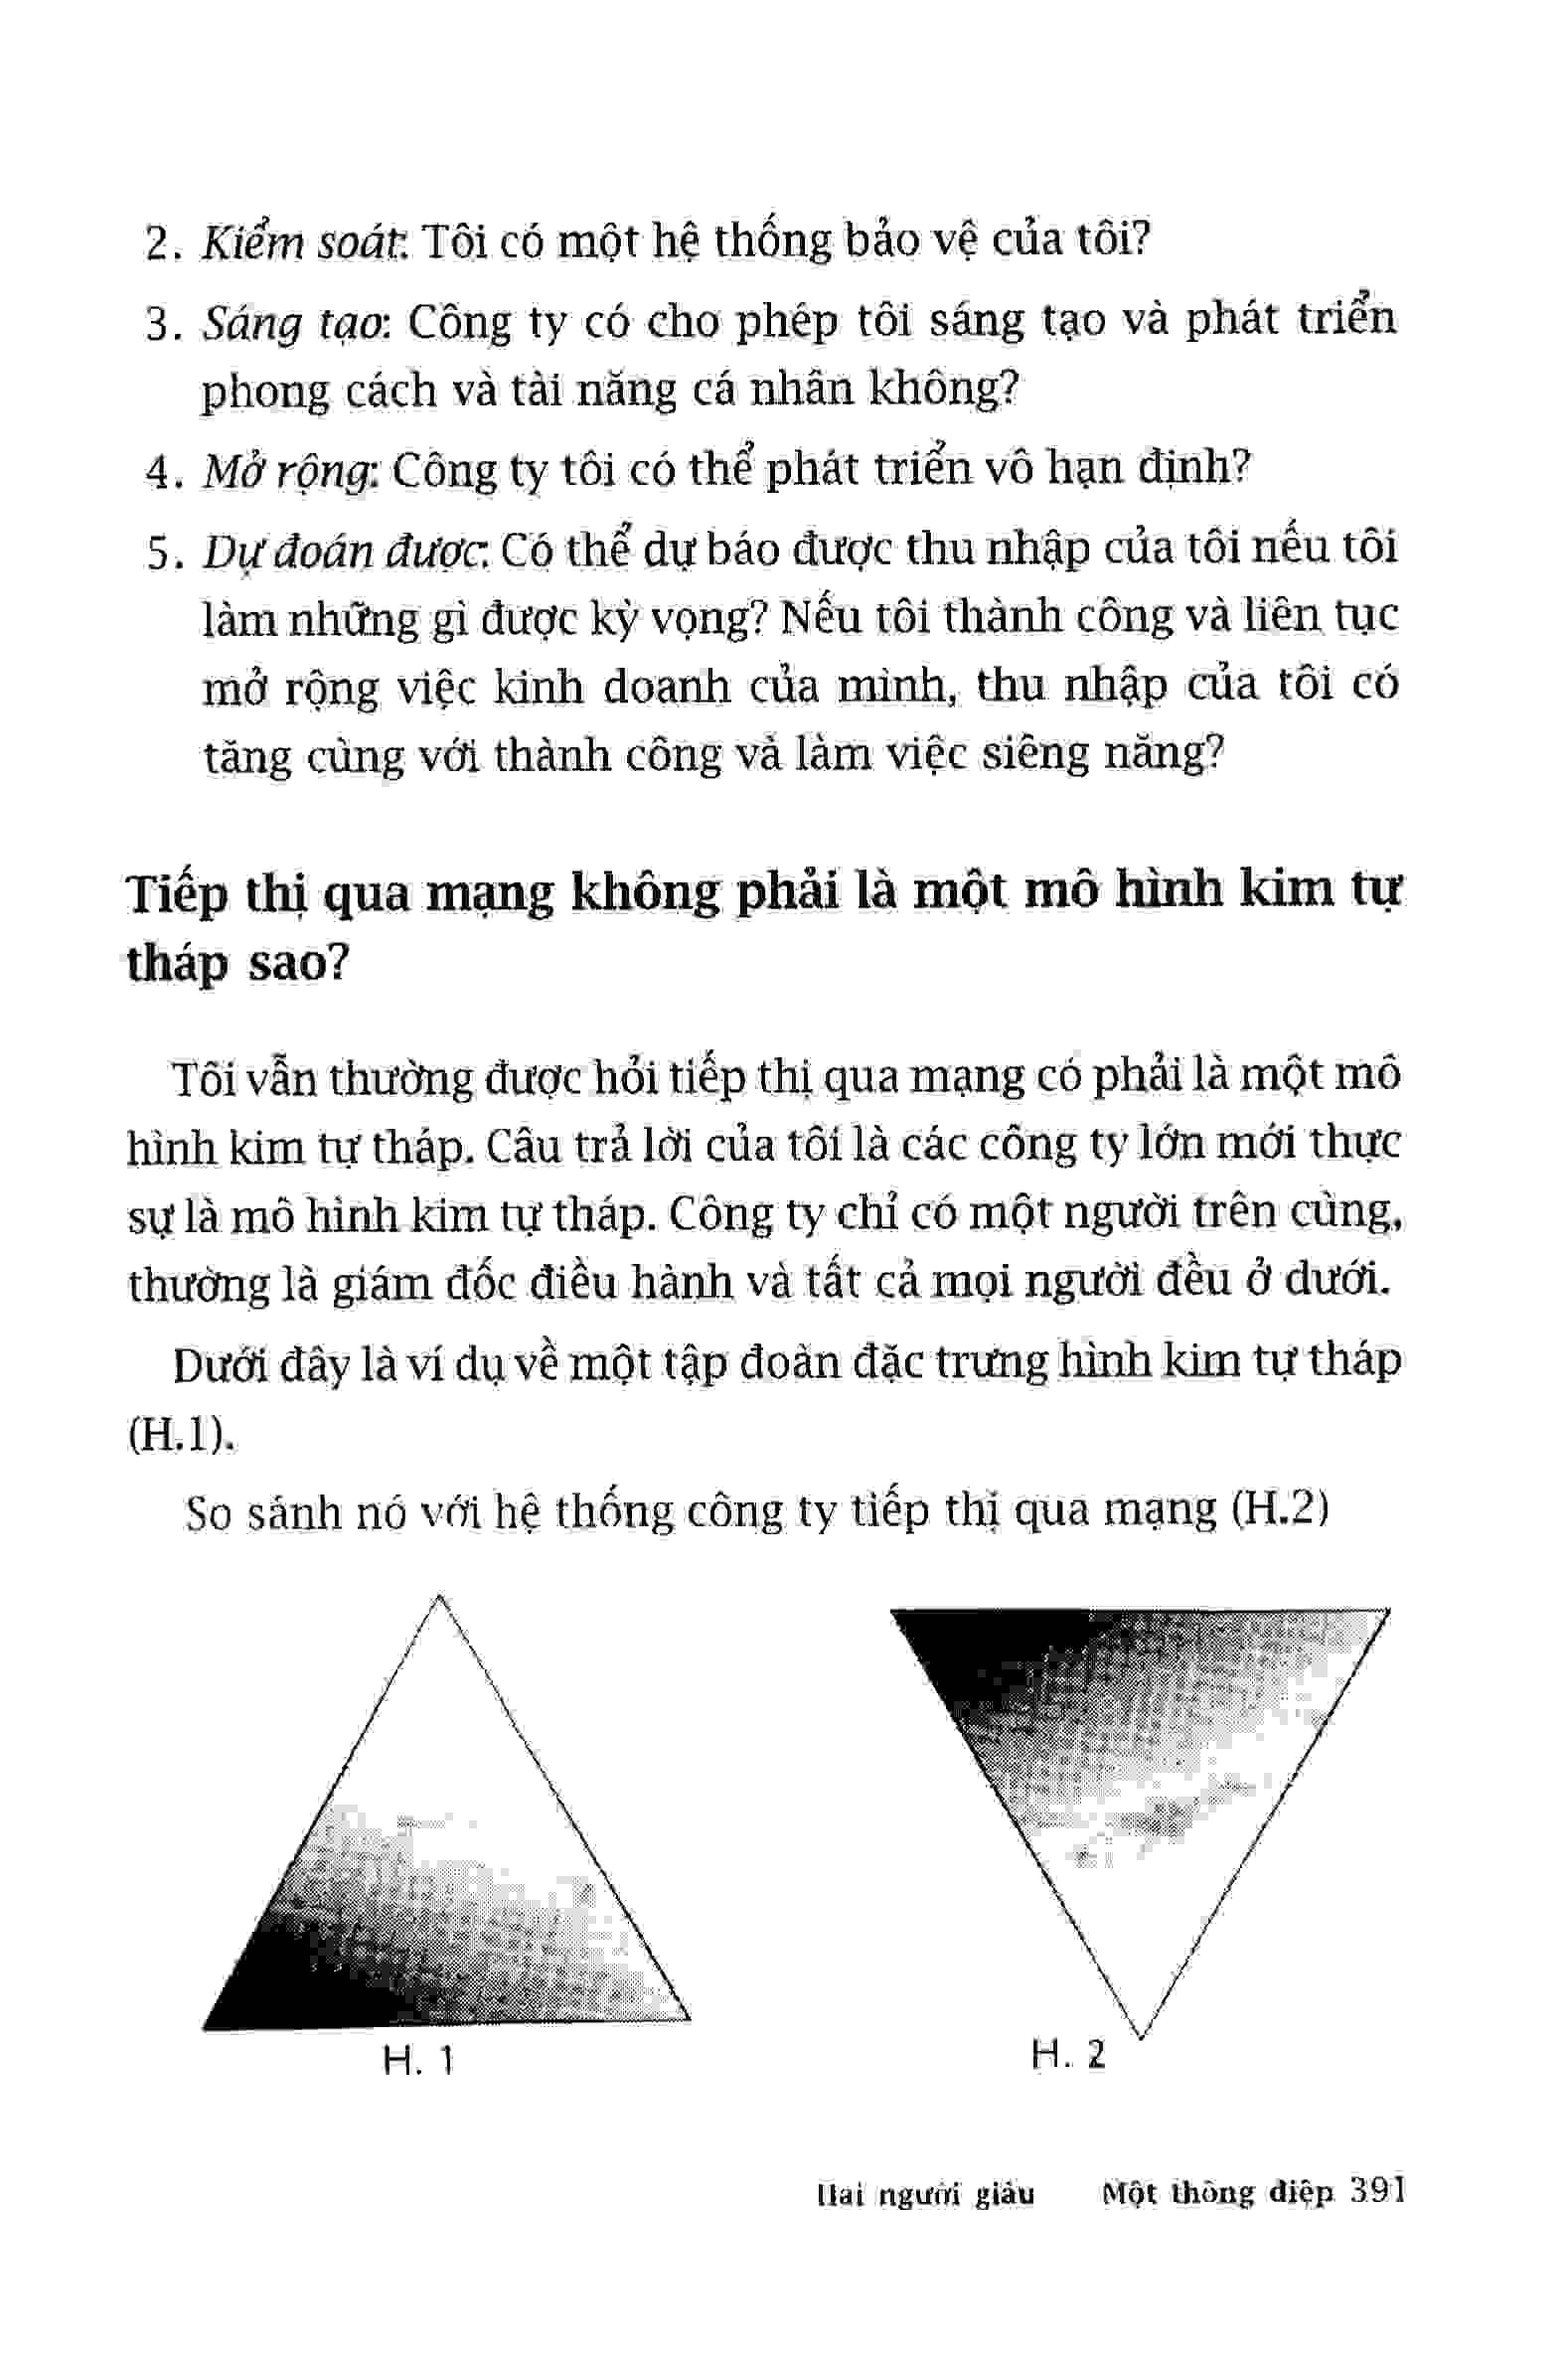 2. Kiểm soát: Tôi có một hệ thống bảo vệ của tôi?
3. Sáng tạo: Công ty có cho phép tôi sáng tạo và phát triển
phong cách và tài năng cá nhân không?
4. Mở rộng: Công ty tôi có thể phát triển vô hạn định?
5. Dự đoán được: Có thể dự báo được thu nhập của tôi nếu tôi
làm những gì được kỳ vọng? Nếu tôi thành công và liên tục
mở rộng việc kinh doanh của mình, thu nhập của tôi có
tăng cùng với thành công và làm việc siêng năng?
Tiếp thị qua mạng không phải là một mô hình kim tự
tháp sao?
Tôi vẫn thường được hỏi tiếp thị qua mạng có phải là một mô
hình kim tự tháp. Câu trả lời của tôi là các công ty lớn mới thực
sự là mô hình kim tự tháp. Công ty chỉ có một người trên cùng,
thường là giám đốc điều hành và tất cả mọi người đều ở dưới.
Dưới đây là ví dụ về một tập đoàn đặc trưng hình kim tự tháp
(H.1).
So sánh nó với hệ thống công ty tiếp thị qua mạng (H.2)
H. 1
H. 2
Hai người giàu Một thông điệp 391